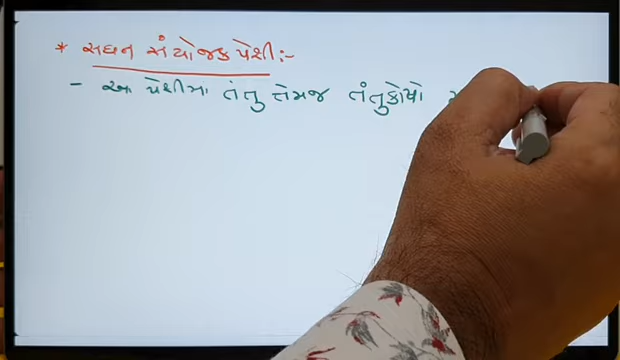 * સઘન સંયોજક પેશી :-
- આ પેશીમા તંતુ તેમજ તંતુકોષો